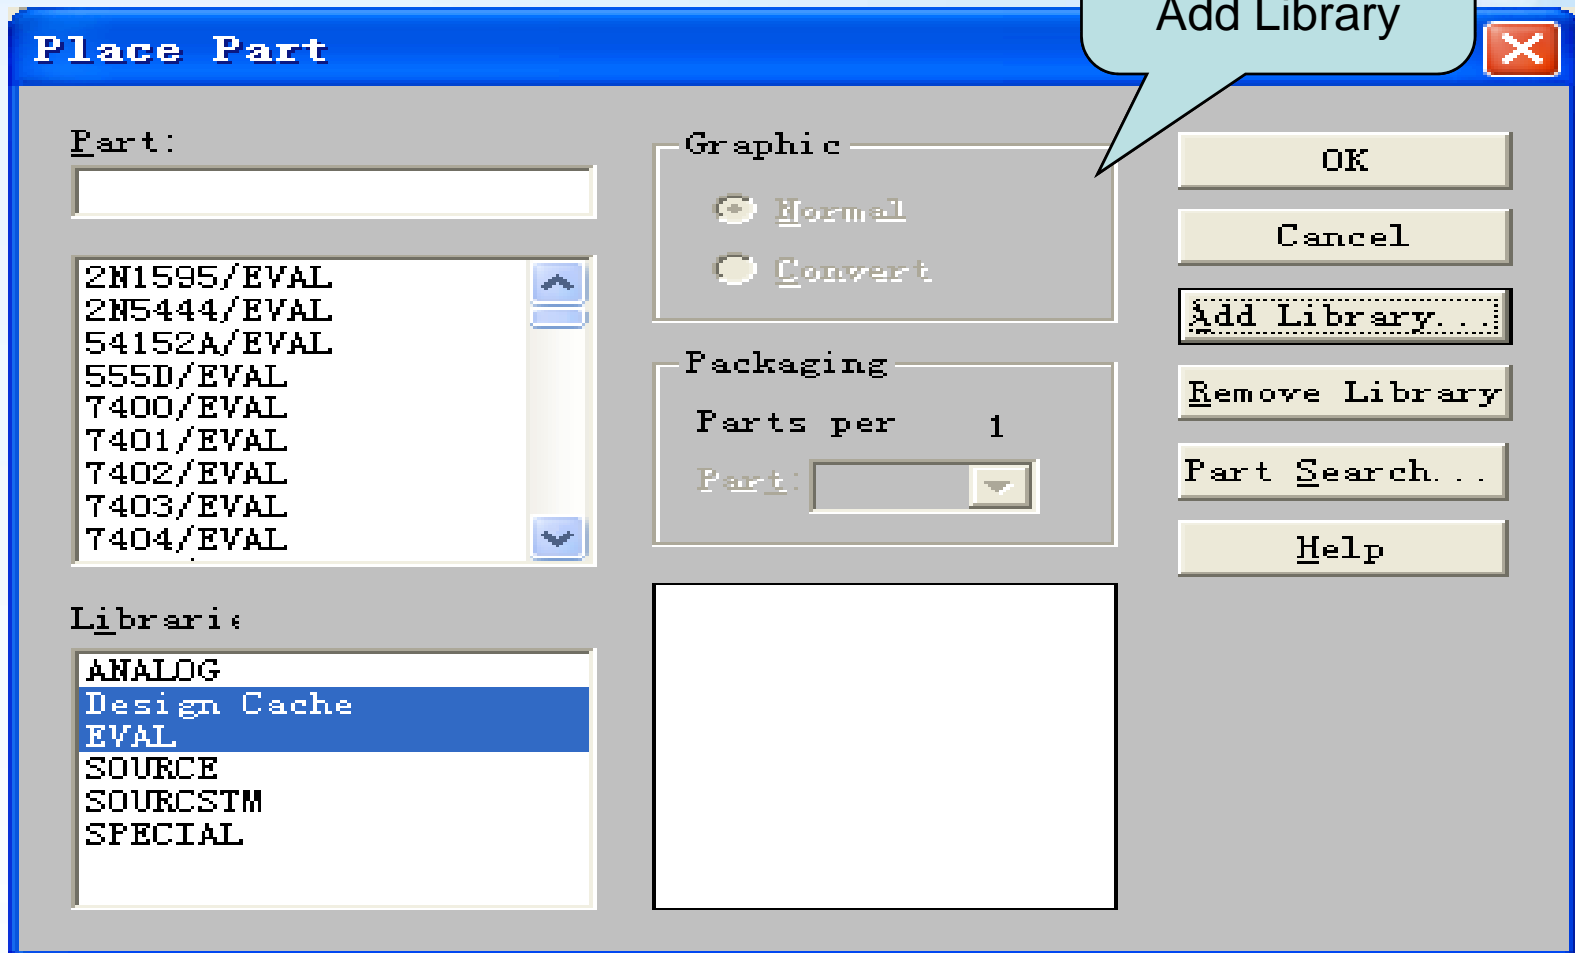 Add Library
Place Part
Part:
2N1595/EVAL
2N5444/EVAL
54152A/EVAL
555D/EVAL
7400/EVAL
7401/EVAL
7402/EVAL
7403/EVAL
7404/EVAL
Librarie
ANALOG
Design Cache
EVAL
SOURCE
SOURCSTM
SPECIAL
Graphic
Normal
Convert
Packaging
Parts per 1
Part:
OK
Cancel
Add Library...
Remove Library
Part Search...
Help